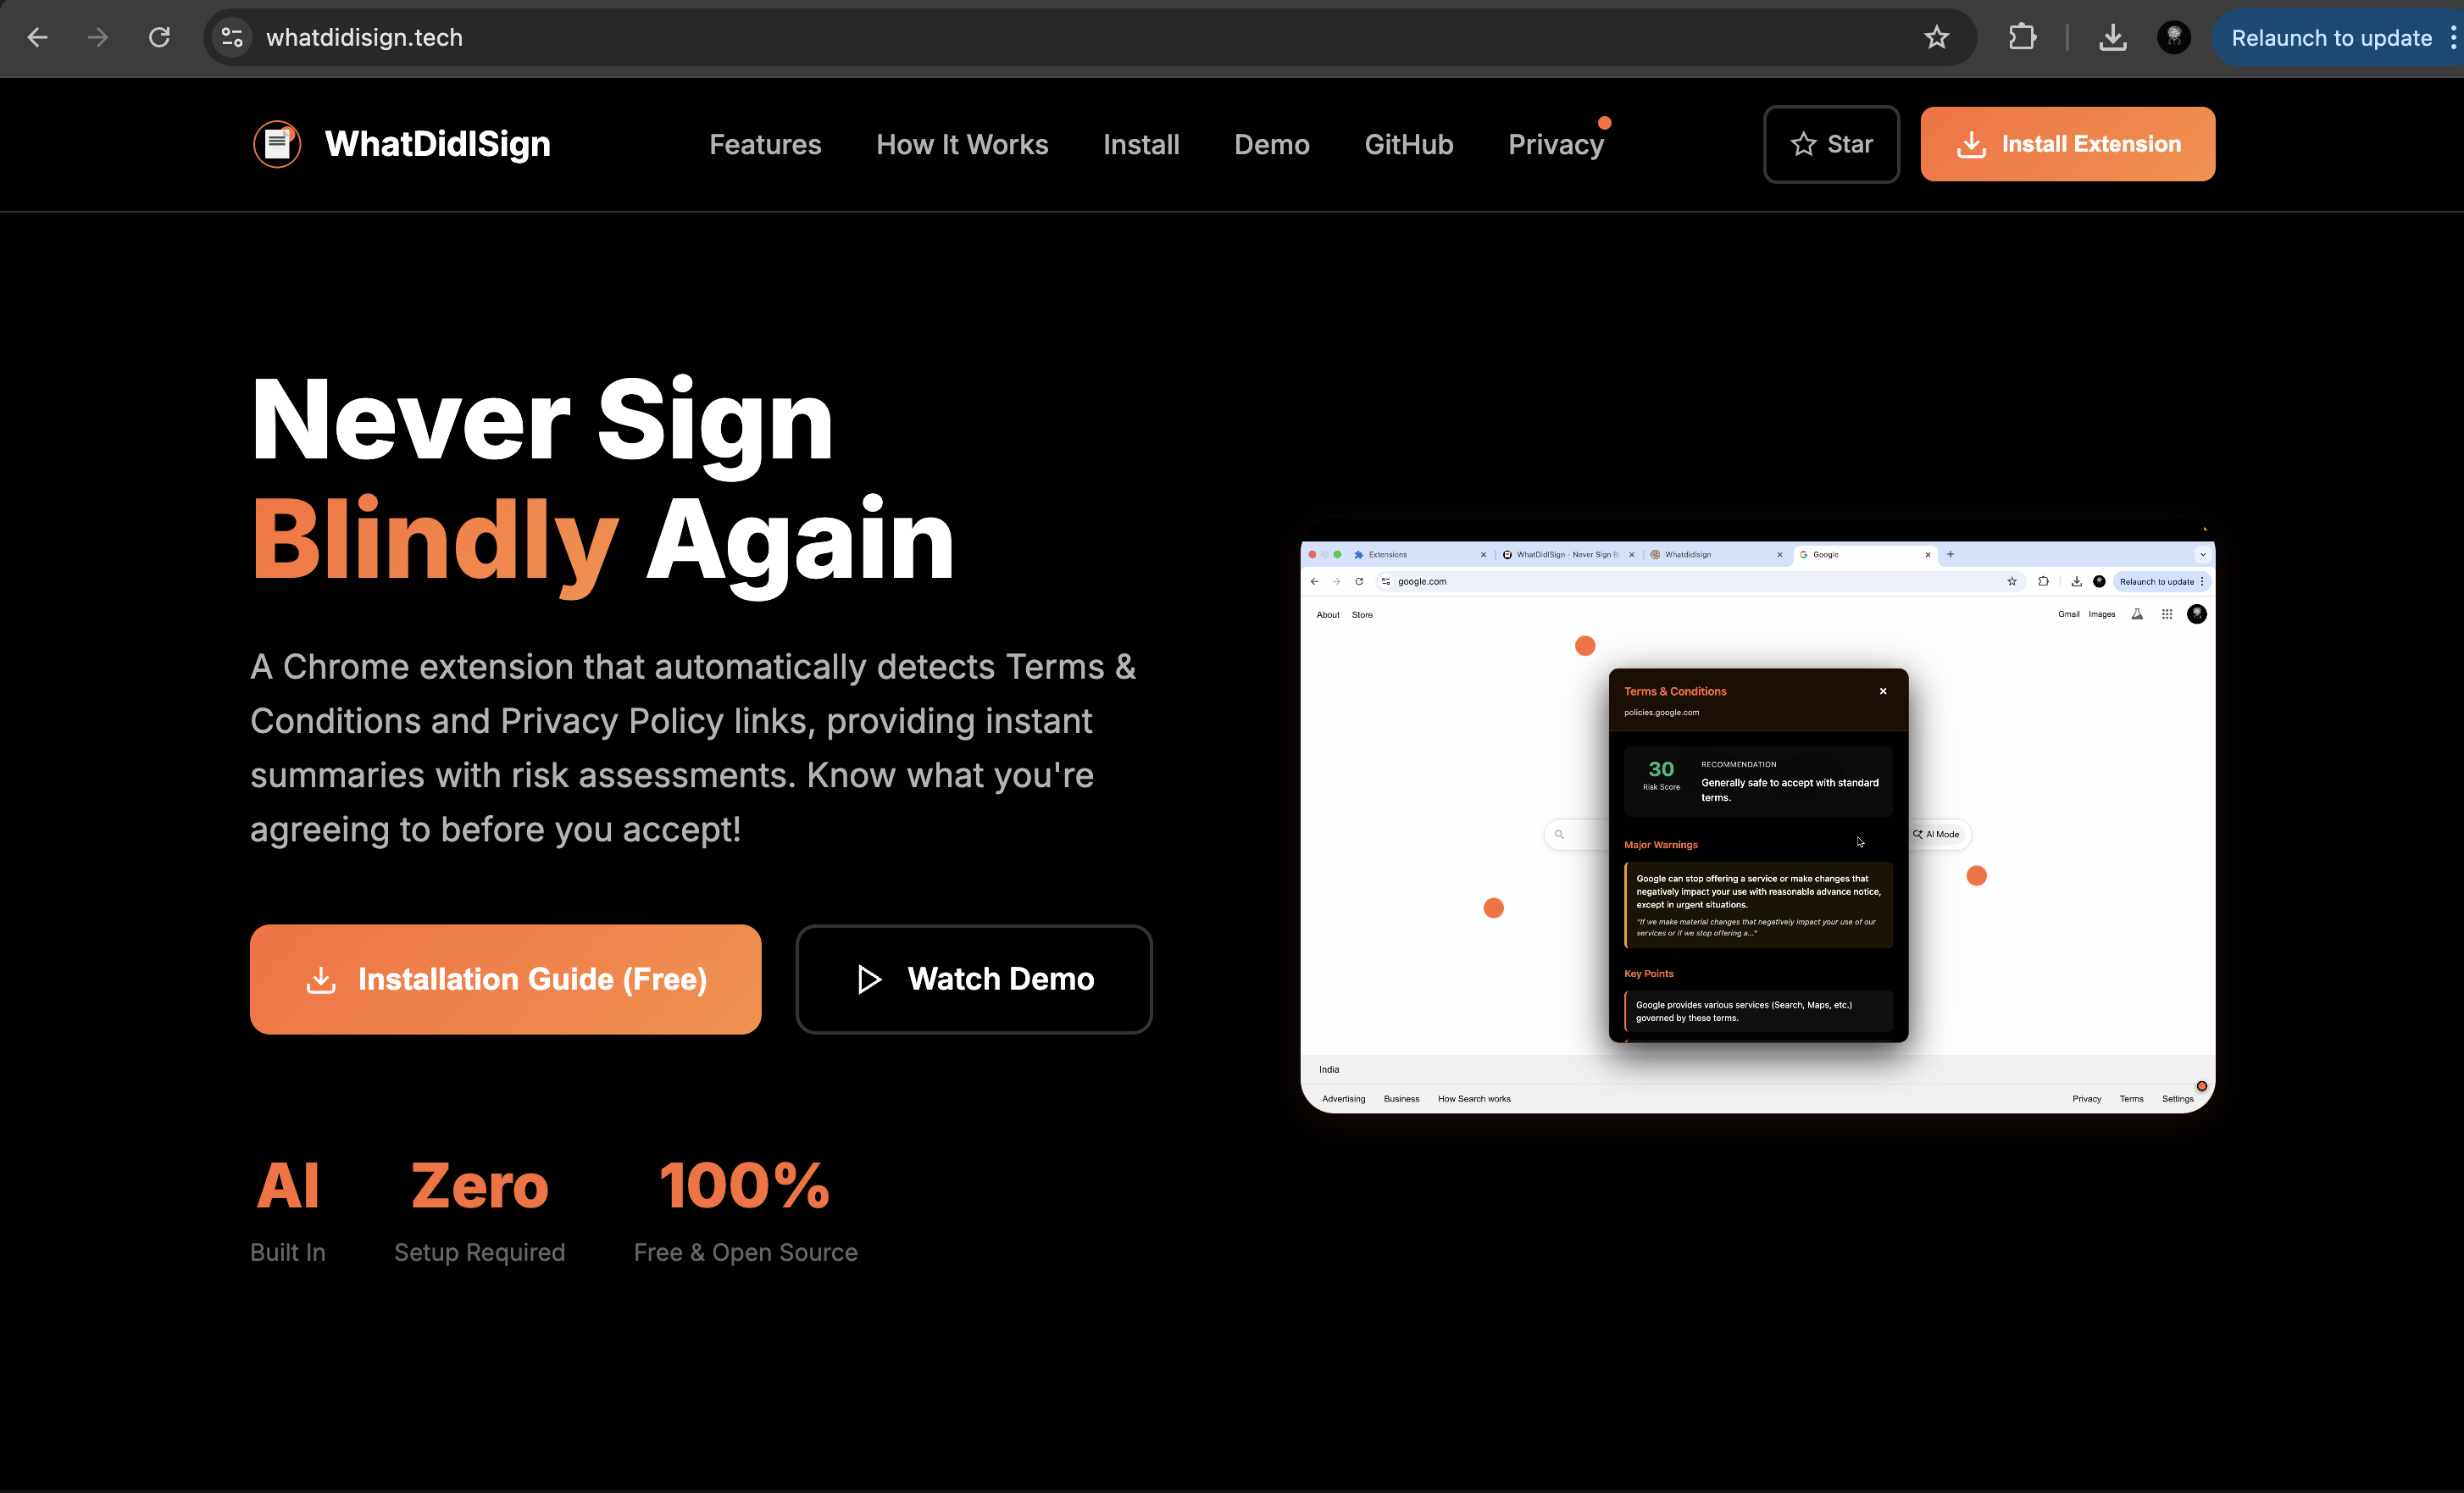 whatdidisign.tech
Relaunch to update
WhatDidISign
Features
How It Works
Install
Demo
GitHub
Privacy
Star
Install Extension
Never Sign
Blindly Again
A Chrome extension that automatically detects Terms &
Conditions and Privacy Policy links, providing instant
summaries with risk assessments. Know what you're
agreeing to before you accept!
Installation Guide (Free)
Watch Demo
AI
Built In
Zero
Setup Required
100%
Free & Open Source
Extensions
WhatDidISign - Never Sign Bl
Whatdidisign
Google
google.com
Relaunch to update
About
Store
Gmail
Images
Terms & Conditions
policies.google.com
30
Risk Score
RECOMMENDATION
Generally safe to accept with standard
terms.
AI Mode
Major Warnings
Google can stop offering a service or make changes that
negatively impact your use with reasonable advance notice,
except in urgent situations.
"If we make material changes that negatively impact your use of our
services or if we stop offering a..."
Key Points
Google provides various services (Search, Maps, etc.)
governed by these terms.
India
Advertising
Business
How Search works
Privacy
Terms
Settings